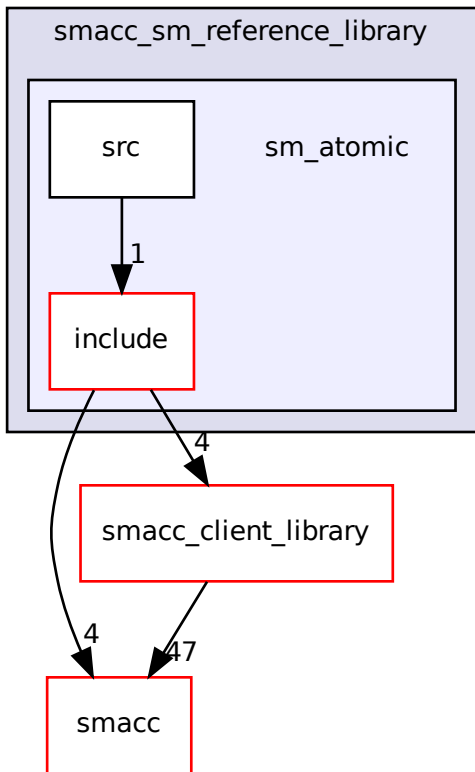 smacc_sm_reference_library
src
sm_atomic
1
include
4
smacc_client_library
4
47
smacc